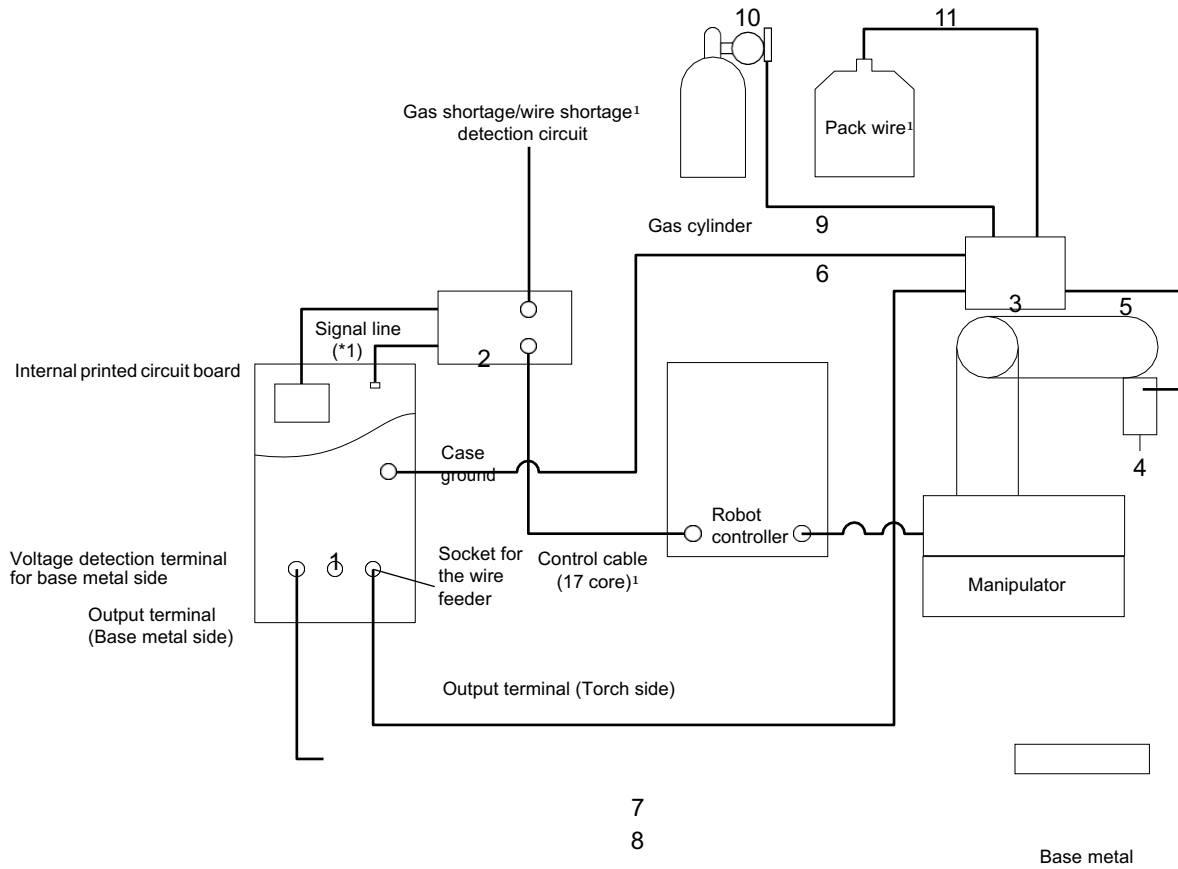 10
11
Gas shortage/wire shortage¹
detection circuit
Pack wire¹
Gas cylinder
9
6
3
5
Signal line
(*1)
2
Internal printed circuit board
Case
ground
4
Robot
controller
Voltage detection terminal
for base metal side
1
Socket for
the wire
feeder
Control cable
(17 core)¹
Manipulator
Output terminal
(Base metal side)
Output terminal (Torch side)
7
8
Base metal